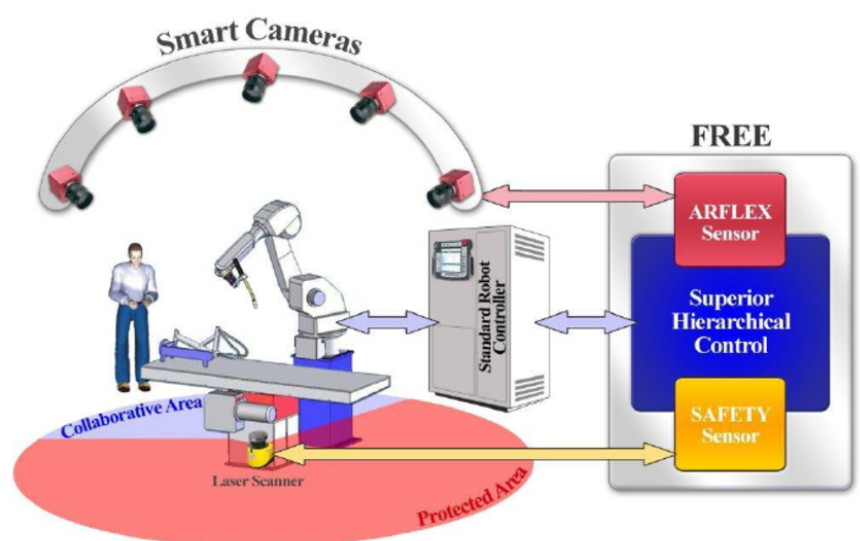 Smart Cameras
FREE
ARFLEX
Sensor
Standard Robot
Controller
Superior
Hierarchical
Control
SAFETY
Sensor
Collaborative Area
Laser Scanner
Protected Area